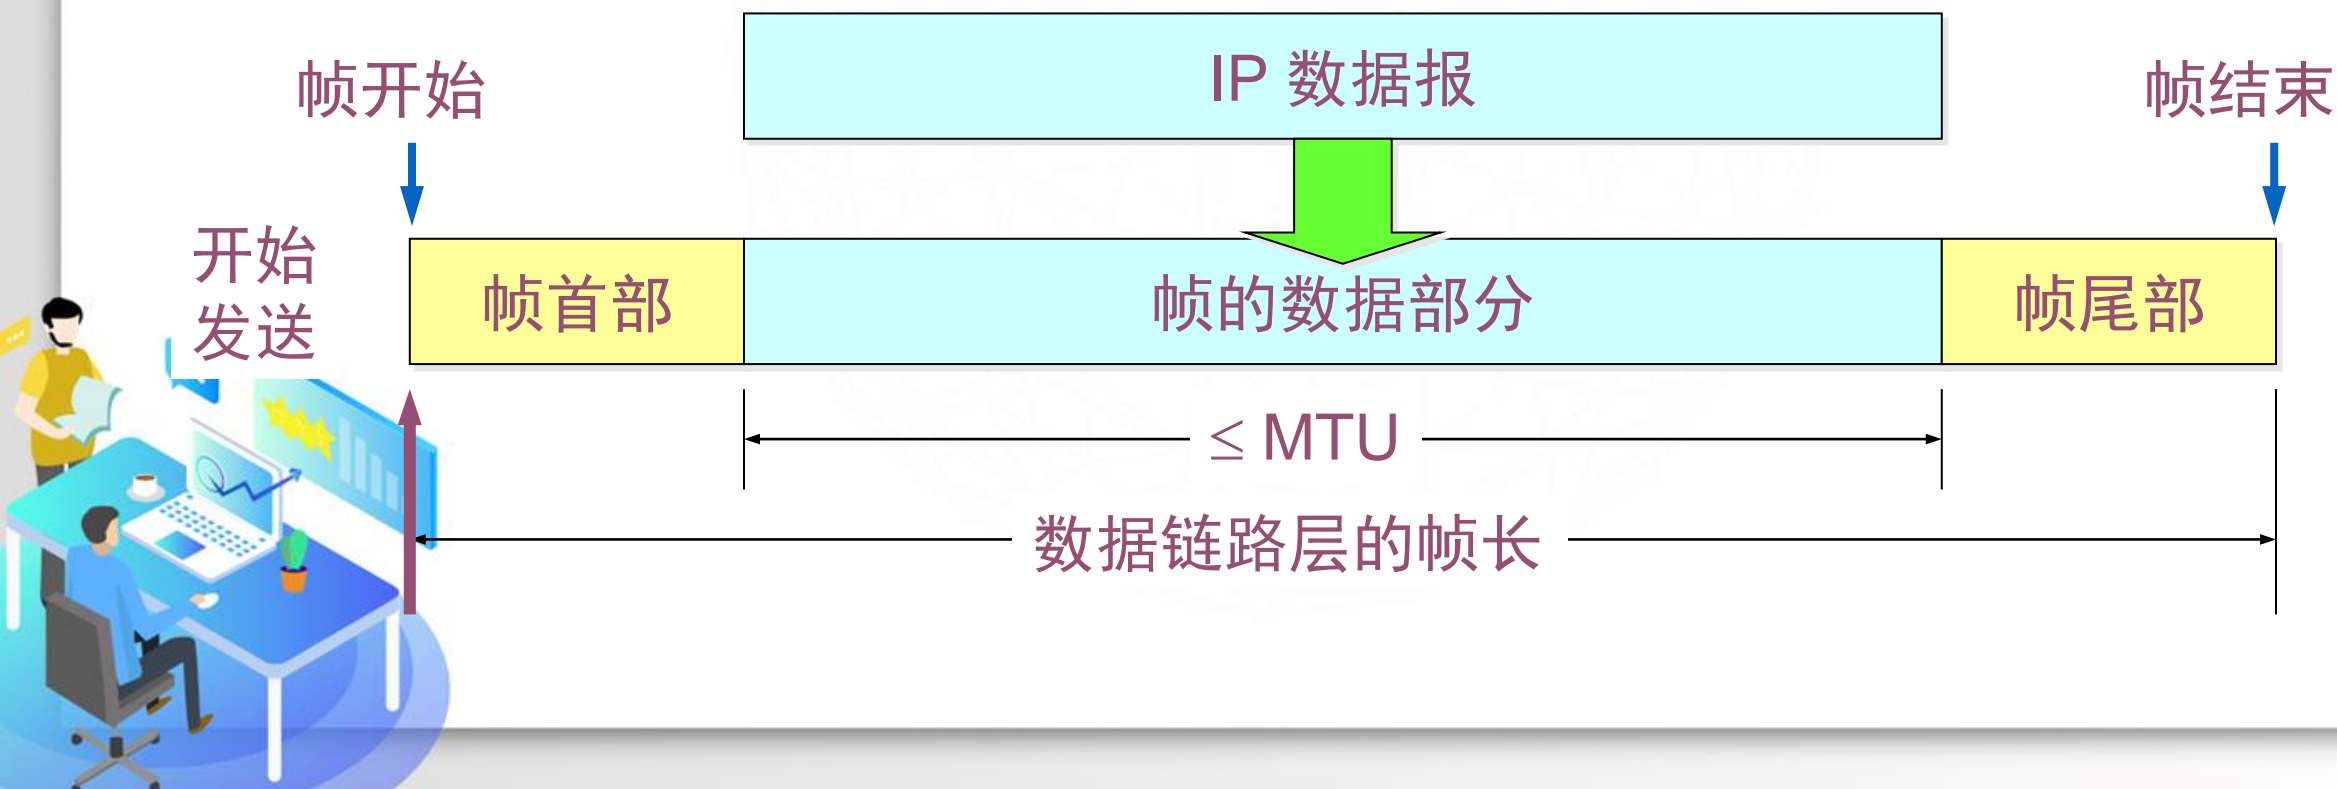 IP 数据报
帧开始
帧结束
开始
发送
帧首部
帧的数据部分
帧尾部
≤ MTU
数据链路层的帧长